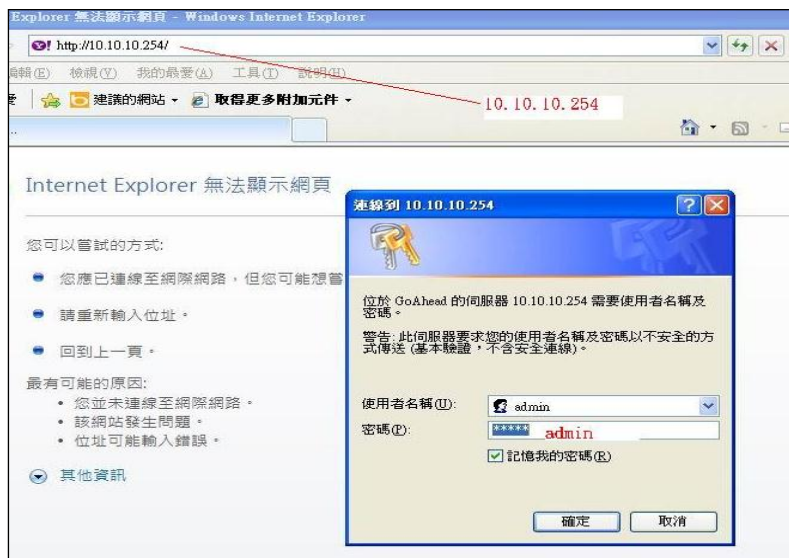 Explorer 無法顯示網頁 - Windows Internet Explorer
http://10.10.10.254/
編輯(E) 檢視(V) 我的最愛(A) 工具(T) 說明(H)
建議的網站 取得更多附加元件
10.10.10.254
..
Internet Explorer 無法顯示網頁
您可以嘗試的方式:
您應已連線至網際網路,但您可能想嘗
請重新輸入位址。
回到上一頁。
最有可能的原因:
您並未連線至網際網路。
該網站發生問題。
位址可能輸入錯誤。
其他資訊
連線到 10.10.10.254
位於 GoAhead 的伺服器 10.10.10.254 需要使用者名稱及
密碼。
警告: 此伺服器要求您的使用者名稱及密碼以不安全的方
式傳送 (基本驗證,不含安全連線)。
使用者名稱(U): admin
密碼(P): ***** admin
記憶我的密碼(R)
確定 取消